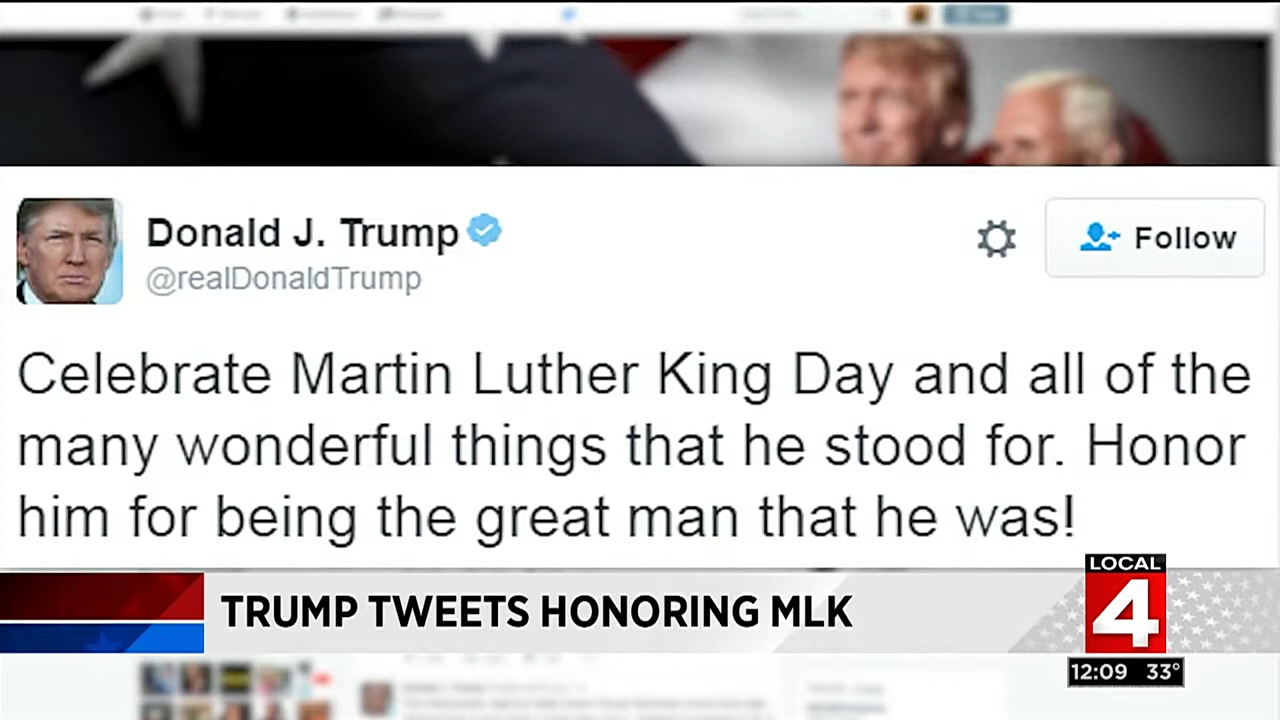 Donald J. Trump
@realDonaldTrump
Follow
Celebrate Martin Luther King Day and all of the
many wonderful things that he stood for. Honor
him for being the great man that he was!
TRUMP TWEETS HONORING MLK
LOCAL
4
12:09 33°